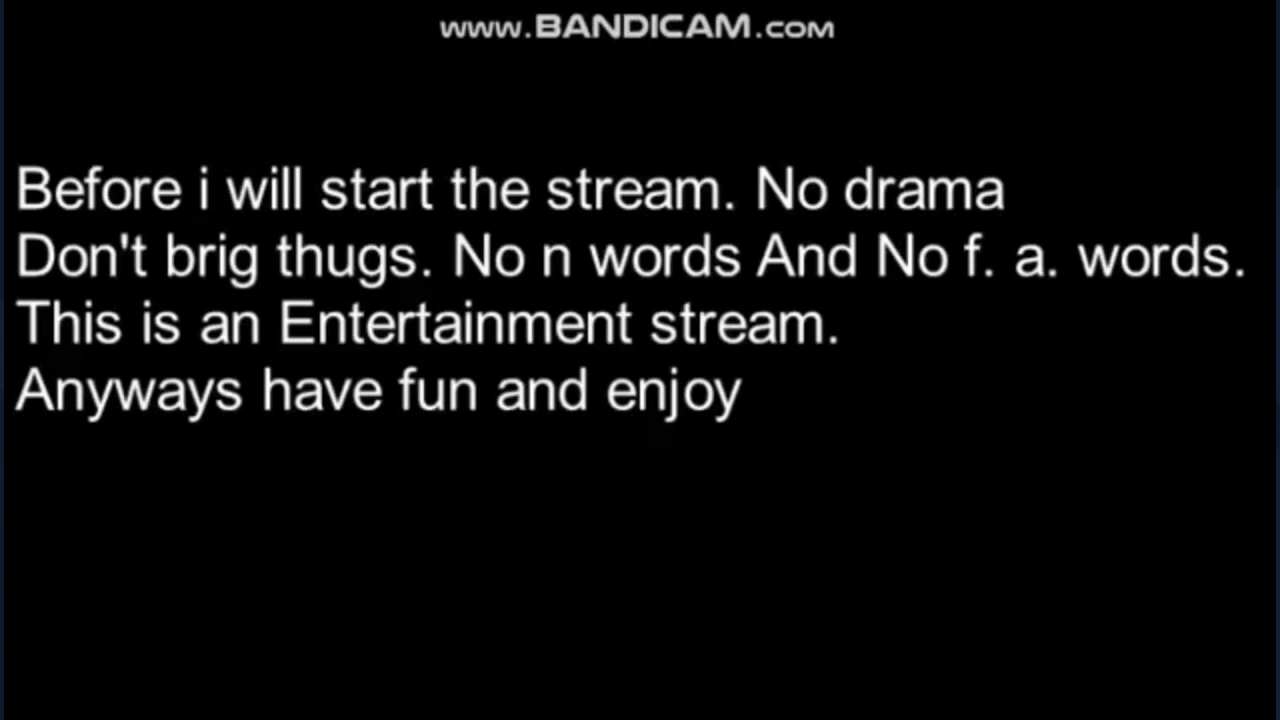 www.BANDICAM.COM
Before i will start the stream. No drama
Don't brig thugs. No n words And No f. a. words.
This is an Entertainment stream.
Anyways have fun and enjoy